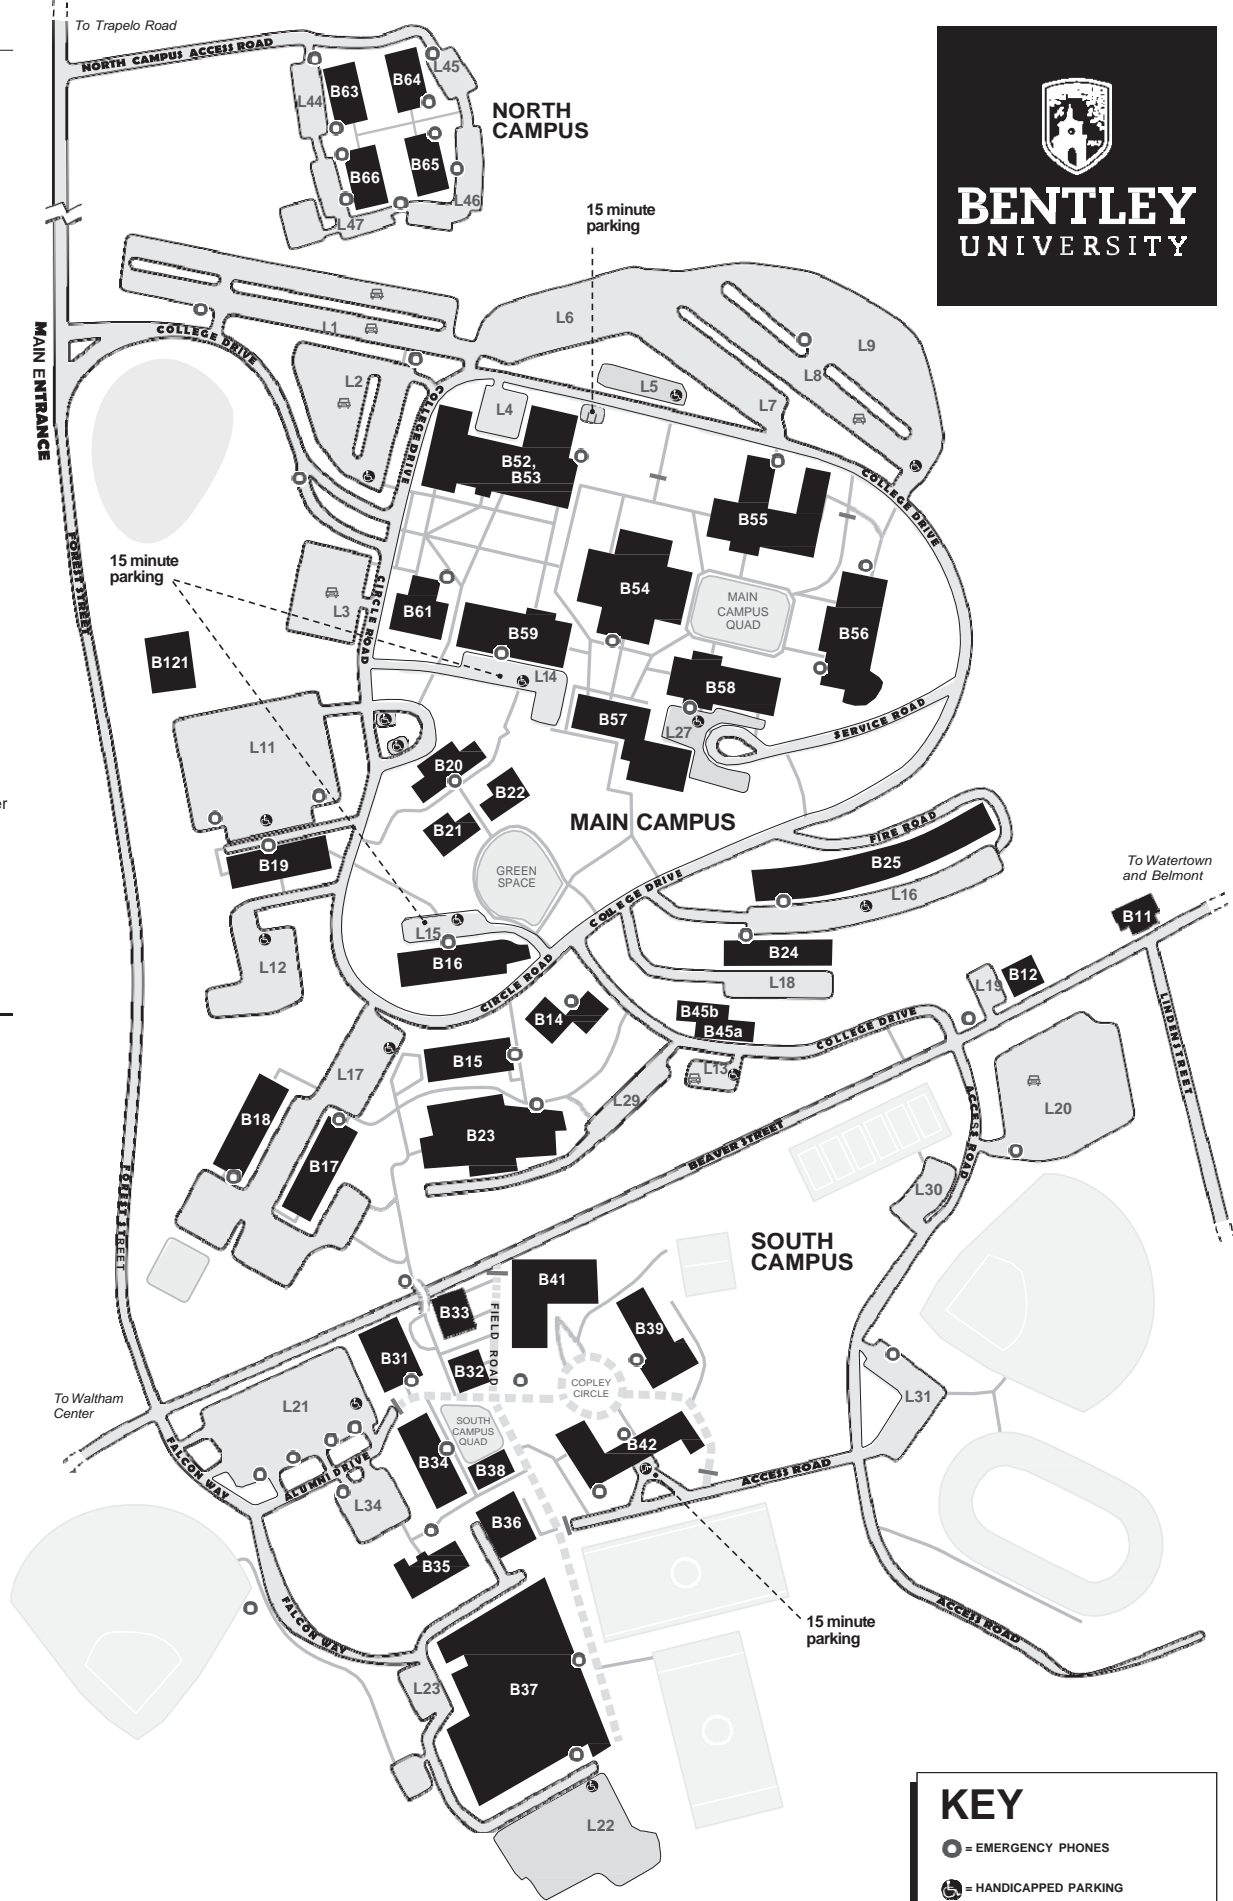 To Trapelo Road
NORTH CAMPUS ACCESS ROAD
B63
B64
L45
L44
NORTH
CAMPUS
B66
B65
L46
L47
BENTLEY
UNIVERSITY
15 minute
parking
MAIN ENTRANCE
COLLEGE DRIVE
L1
L6
L9
L2
L5
L8
L7
L4
COLLEGE DRIVE
B52,
B53
B55
COLLEGE DRIVE
FOREST STREET
15 minute
parking
L3
CIRCLE ROAD
B61
B59
B54
MAIN
CAMPUS
QUAD
B56
B121
L14
B58
B57
L27
SERVICE ROAD
L11
B20
B22
B21
er
MAIN CAMPUS
FIRE ROAD
B19
GREEN
SPACE
B25
To Watertown
and Belmont
COLLEGE DRIVE
L16
B11
L15
B16
B24
L12
CIRCLE ROAD
L18
L19
B12
B14
B45b
B45a
COLLEGE DRIVE
LINDEN STREET
B15
L17
L13
L29
L20
B18
B23
BEAVER STREET
ACCESS ROAD
B17
L30
FOREST STREET
SOUTH
CAMPUS
B41
B33
FIELD ROAD
B39
B31
B32
COPLEY
CIRCLE
To Waltham
Center
L21
L31
SOUTH
CAMPUS
QUAD
B42
FALCON WAY
ALUMNI DRIVE
B34
B38
ACCESS ROAD
L34
B36
B35
FALCON WAY
ACCESS ROAD
15 minute
parking
L23
B37
L22
KEY
= EMERGENCY PHONES
= HANDICAPPED PARKING